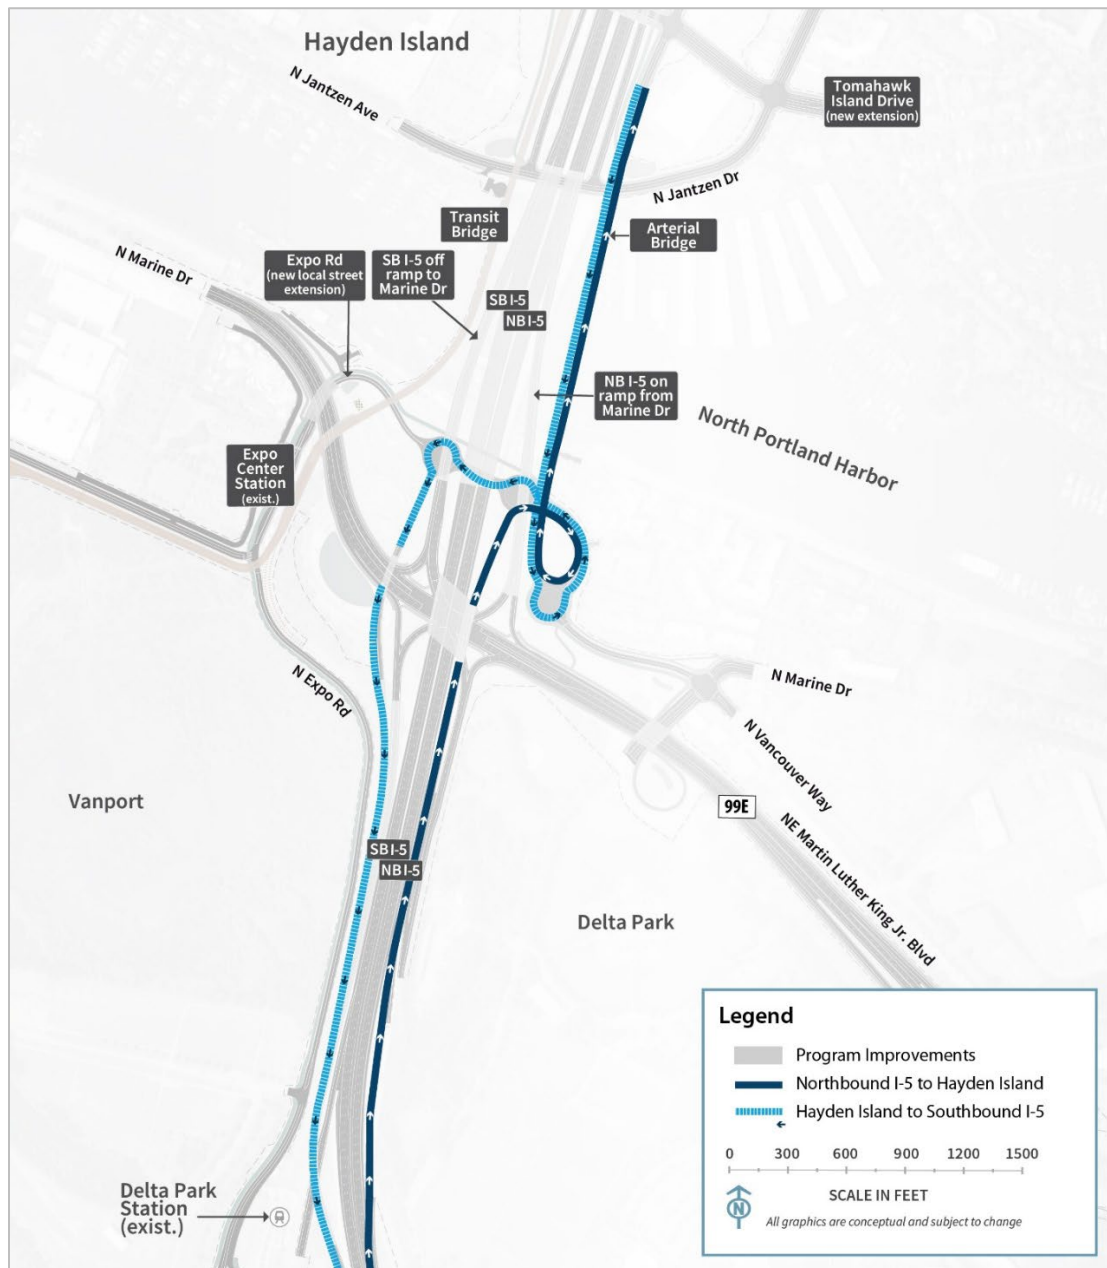 Hayden Island
N Jantzen Ave
Tomahawk
Island Drive
(new extension)
N Jantzen Dr
Transit
Bridge
Arterial
Bridge
N Marine Dr
Expo Rd
(new local street
extension)
SB I-5 off
ramp to
Marine Dr
SB I-5
NB I-5
NB I-5 on
ramp from
Marine Dr
North Portland Harbor
Expo
Center
Station
(exist.)
N Expo Rd
N Marine Dr
N Vancouver Way
Vanport
99E
NE Martin Luther King Jr. Blvd
SB I-5
NB I-5
Delta Park
Legend
Program Improvements
Northbound I-5 to Hayden Island
Hayden Island to Southbound I-5
0 300 600 900 1200 1500
SCALE IN FEET
N
All graphics are conceptual and subject to change
Delta Park
Station
(exist.)